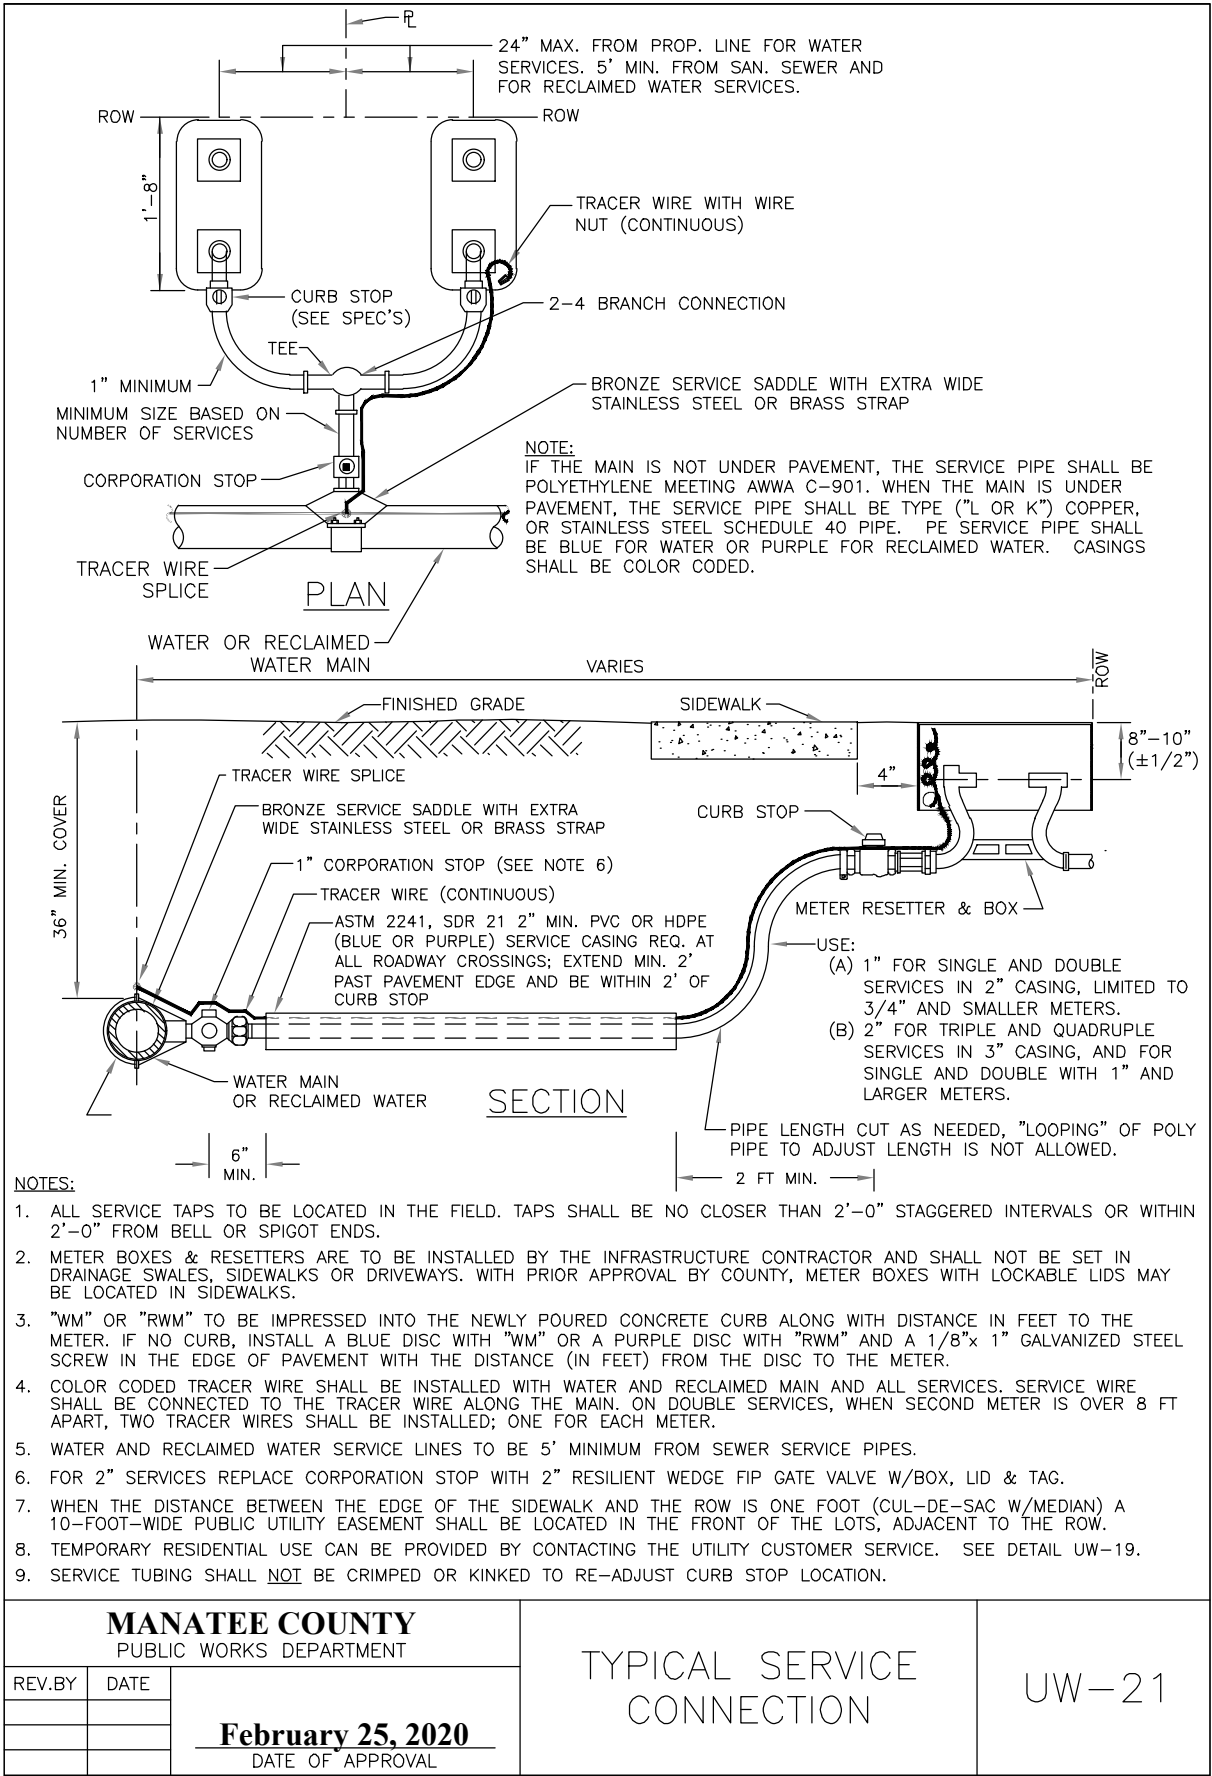 ℄
24" MAX. FROM PROP. LINE FOR WATER
SERVICES. 5' MIN. FROM SAN. SEWER AND
FOR RECLAIMED WATER SERVICES.
ROW
ROW
1'-8"
TRACER WIRE WITH WIRE
NUT (CONTINUOUS)
CURB STOP
(SEE SPEC'S)
2-4 BRANCH CONNECTION
TEE
1" MINIMUM
BRONZE SERVICE SADDLE WITH EXTRA WIDE
STAINLESS STEEL OR BRASS STRAP
MINIMUM SIZE BASED ON
NUMBER OF SERVICES
CORPORATION STOP
NOTE:
IF THE MAIN IS NOT UNDER PAVEMENT, THE SERVICE PIPE SHALL BE
POLYETHYLENE MEETING AWWA C-901. WHEN THE MAIN IS UNDER
PAVEMENT, THE SERVICE PIPE SHALL BE TYPE ("L OR K") COPPER,
OR STAINLESS STEEL SCHEDULE 40 PIPE. PE SERVICE PIPE SHALL
BE BLUE FOR WATER OR PURPLE FOR RECLAIMED WATER. CASINGS
SHALL BE COLOR CODED.
TRACER WIRE
SPLICE
PLAN
WATER OR RECLAIMED
WATER MAIN
VARIES
ROW
FINISHED GRADE
SIDEWALK
8"-10"
(±1/2")
4"
TRACER WIRE SPLICE
BRONZE SERVICE SADDLE WITH EXTRA
WIDE STAINLESS STEEL OR BRASS STRAP
CURB STOP
36" MIN. COVER
1" CORPORATION STOP (SEE NOTE 6)
TRACER WIRE (CONTINUOUS)
METER RESETTER & BOX
ASTM 2241, SDR 21 2" MIN. PVC OR HDPE
(BLUE OR PURPLE) SERVICE CASING REQ. AT
ALL ROADWAY CROSSINGS; EXTEND MIN. 2'
PAST PAVEMENT EDGE AND BE WITHIN 2' OF
CURB STOP
USE:
(A) 1" FOR SINGLE AND DOUBLE
SERVICES IN 2" CASING, LIMITED TO
3/4" AND SMALLER METERS.
(B) 2" FOR TRIPLE AND QUADRUPLE
SERVICES IN 3" CASING, AND FOR
SINGLE AND DOUBLE WITH 1" AND
LARGER METERS.
WATER MAIN
OR RECLAIMED WATER
SECTION
PIPE LENGTH CUT AS NEEDED, "LOOPING" OF POLY
PIPE TO ADJUST LENGTH IS NOT ALLOWED.
6"
MIN.
2 FT MIN.
NOTES:
1. ALL SERVICE TAPS TO BE LOCATED IN THE FIELD. TAPS SHALL BE NO CLOSER THAN 2'-0" STAGGERED INTERVALS OR WITHIN
2'-0" FROM BELL OR SPIGOT ENDS.
2. METER BOXES & RESETTERS ARE TO BE INSTALLED BY THE INFRASTRUCTURE CONTRACTOR AND SHALL NOT BE SET IN
DRAINAGE SWALES, SIDEWALKS OR DRIVEWAYS. WITH PRIOR APPROVAL BY COUNTY, METER BOXES WITH LOCKABLE LIDS MAY
BE LOCATED IN SIDEWALKS.
3. "WM" OR "RWM" TO BE IMPRESSED INTO THE NEWLY POURED CONCRETE CURB ALONG WITH DISTANCE IN FEET TO THE
METER. IF NO CURB, INSTALL A BLUE DISC WITH "WM" OR A PURPLE DISC WITH "RWM" AND A 1/8"x 1" GALVANIZED STEEL
SCREW IN THE EDGE OF PAVEMENT WITH THE DISTANCE (IN FEET) FROM THE DISC TO THE METER.
4. COLOR CODED TRACER WIRE SHALL BE INSTALLED WITH WATER AND RECLAIMED MAIN AND ALL SERVICES. SERVICE WIRE
SHALL BE CONNECTED TO THE TRACER WIRE ALONG THE MAIN. ON DOUBLE SERVICES, WHEN SECOND METER IS OVER 8 FT
APART, TWO TRACER WIRES SHALL BE INSTALLED; ONE FOR EACH METER.
5. WATER AND RECLAIMED WATER SERVICE LINES TO BE 5' MINIMUM FROM SEWER SERVICE PIPES.
6. FOR 2" SERVICES REPLACE CORPORATION STOP WITH 2" RESILIENT WEDGE FIP GATE VALVE W/BOX, LID & TAG.
7. WHEN THE DISTANCE BETWEEN THE EDGE OF THE SIDEWALK AND THE ROW IS ONE FOOT (CUL-DE-SAC W/MEDIAN) A
10-FOOT-WIDE PUBLIC UTILITY EASEMENT SHALL BE LOCATED IN THE FRONT OF THE LOTS, ADJACENT TO THE ROW.
8. TEMPORARY RESIDENTIAL USE CAN BE PROVIDED BY CONTACTING THE UTILITY CUSTOMER SERVICE. SEE DETAIL UW-19.
9. SERVICE TUBING SHALL NOT BE CRIMPED OR KINKED TO RE-ADJUST CURB STOP LOCATION.
MANATEE COUNTY
PUBLIC WORKS DEPARTMENT
REV.BY DATE
February 25, 2020
DATE OF APPROVAL
TYPICAL SERVICE
CONNECTION
UW-21